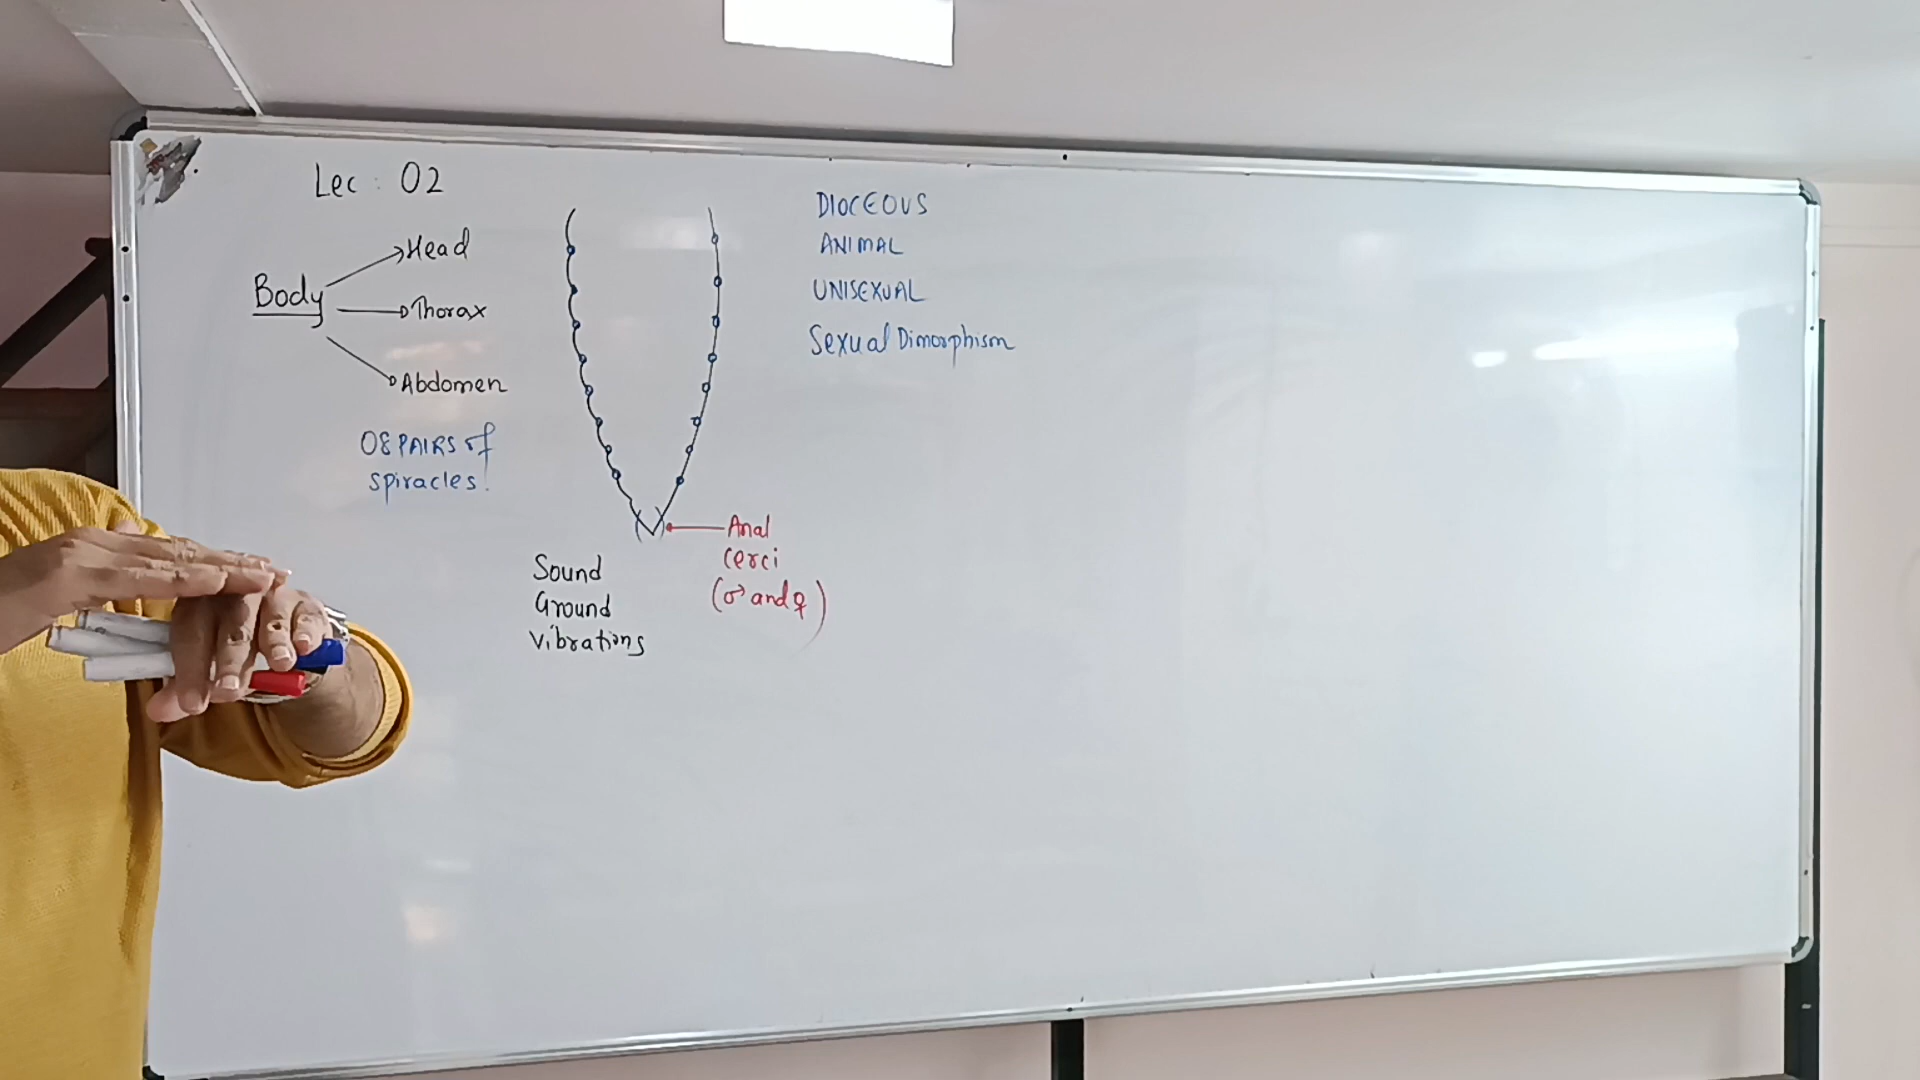 Lec : 02
Body
Head
Thorax
Abdomen
08 PAIRS of
spiracles!
Sound
Ground
Vibrations
Anal
Cerci
(♂ and ♀)
DIOCEOUS
ANIMAL
UNISEXUAL
Sexual Dimorphism